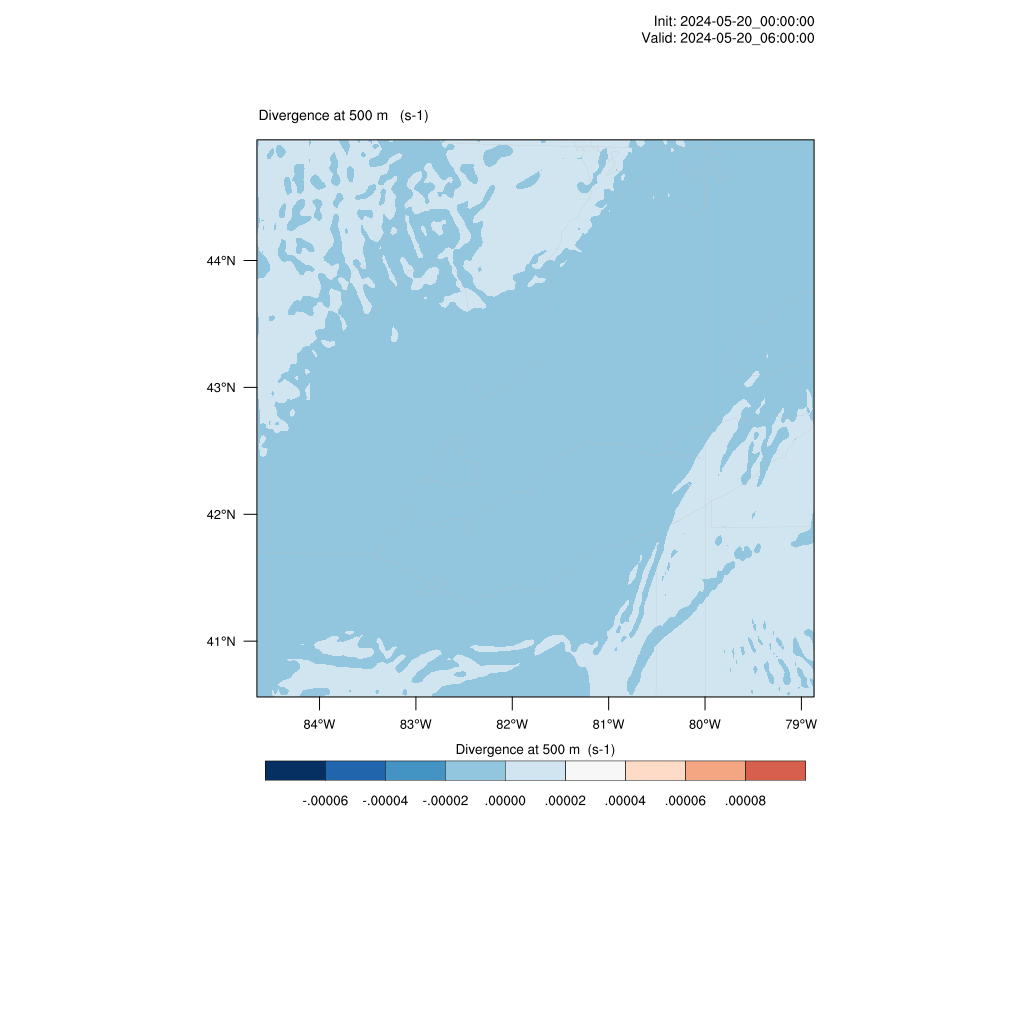 Init: 2024-05-20_00:00:00
Valid: 2024-05-20_06:00:00
Divergence at 500 m (s-1)
44°N
43°N
42°N
41°N
84°W 83°W 82°W 81°W 80°W 79°W
Divergence at 500 m (s-1)
-.00006 -.00004 -.00002 .00000 .00002 .00004 .00006 .00008